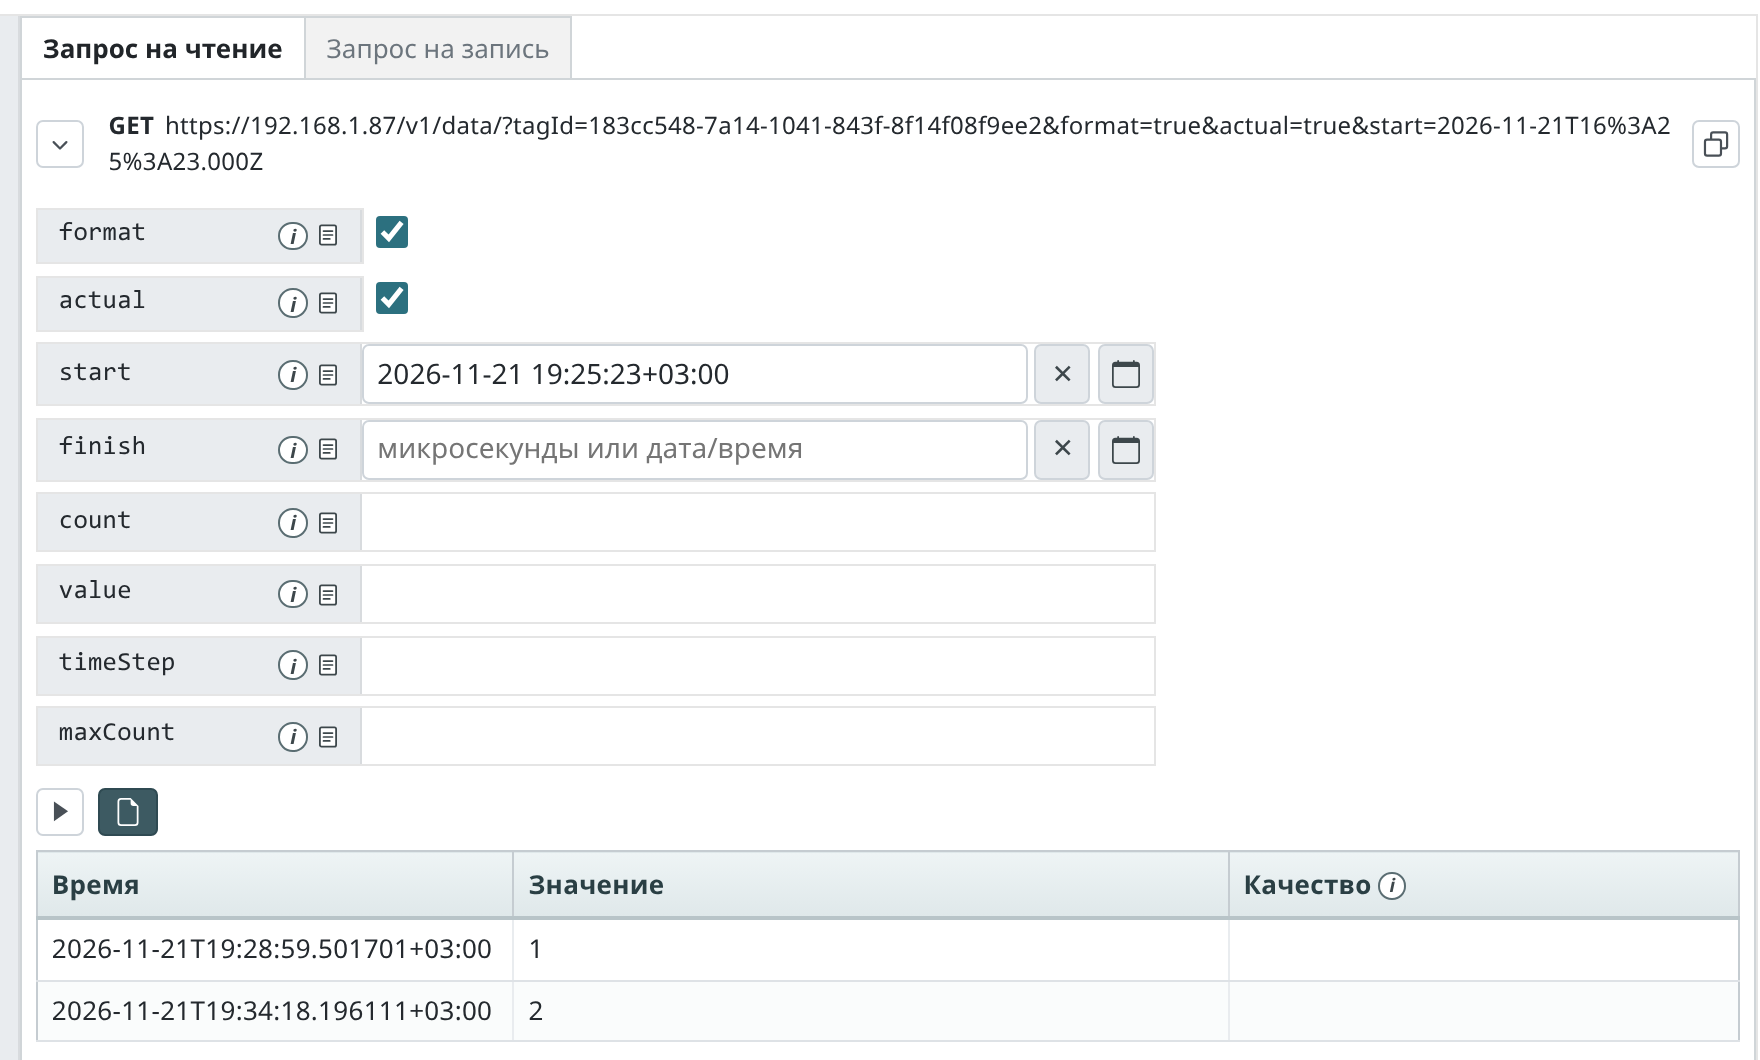 Запрос на чтение Запрос на запись
GET https://192.168.1.87/v1/data/?tagId=183cc548-7a14-1041-843f-8f14f08f9ee2&format=true&actual=true&start=2026-11-21T16%3A2
5%3A23.000Z
format
actual
start 2026-11-21 19:25:23+03:00
finish микросекунды или дата/время
count
value
timeStep
maxCount
Время Значение Качество
2026-11-21T19:28:59.501701+03:00 1
2026-11-21T19:34:18.196111+03:00 2